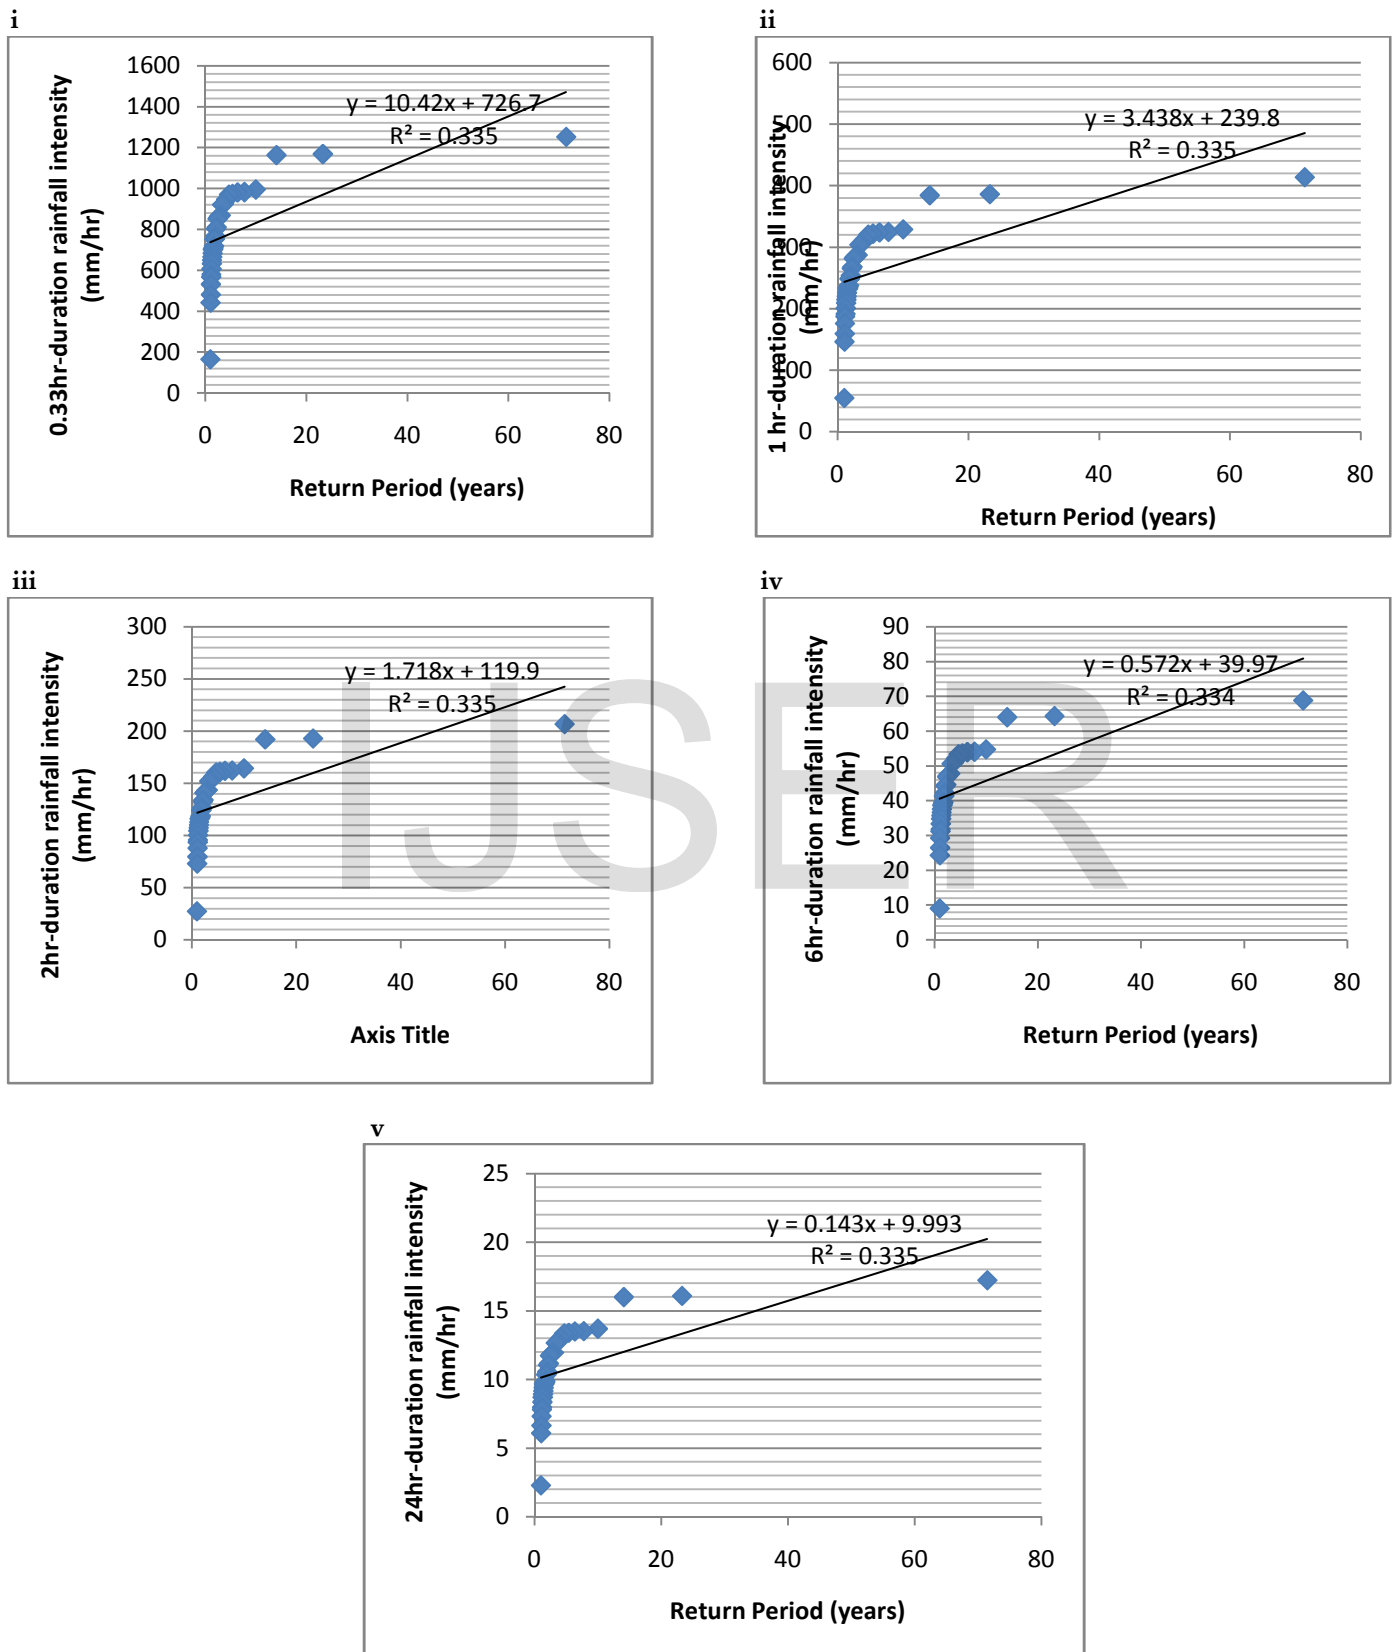 i
0.33hr-duration rainfall intensity
(mm/hr)
1600
1400
1200
1000
800
600
400
200
0
y = 10.42x + 726.7
R² = 0.335
0 20 40 60 80
Return Period (years)
ii
1 hr-duration rainfall intensity
(mm/hr)
600
500
400
300
200
100
0
y = 3.438x + 239.8
R² = 0.335
0 20 40 60 80
Return Period (years)
iii
2hr-duration rainfall intensity
(mm/hr)
300
250
200
150
100
50
0
y = 1.718x + 119.9
R² = 0.335
0 20 40 60 80
Axis Title
iv
6hr-duration rainfall intensity
(mm/hr)
90
80
70
60
50
40
30
20
10
0
y = 0.572x + 39.97
R² = 0.334
0 20 40 60 80
Return Period (years)
IJSER
v
24hr-duration rainfall intensity
(mm/hr)
25
20
15
10
5
0
y = 0.143x + 9.993
R² = 0.335
0 20 40 60 80
Return Period (years)